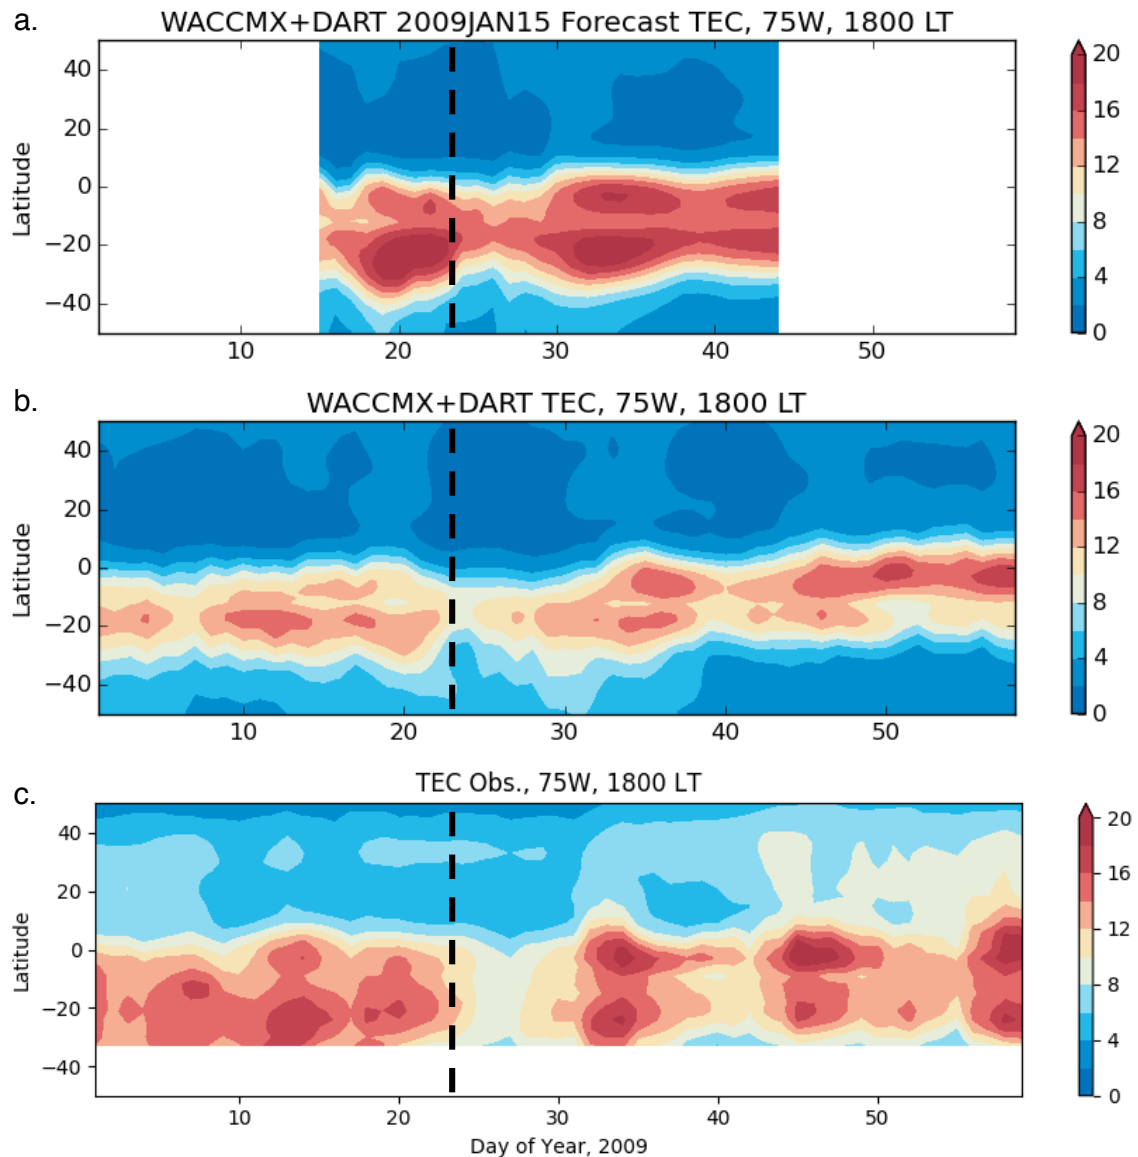 a.
WACCMX+DART 2009JAN15 Forecast TEC, 75W, 1800 LT
Latitude
40
20
0
−20
−40
10 20 30 40 50
20
16
12
8
4
0
b.
WACCMX+DART TEC, 75W, 1800 LT
Latitude
40
20
0
−20
−40
10 20 30 40 50
20
16
12
8
4
0
c.
TEC Obs., 75W, 1800 LT
Latitude
40
20
0
−20
−40
10 20 30 40 50
Day of Year, 2009
20
16
12
8
4
0